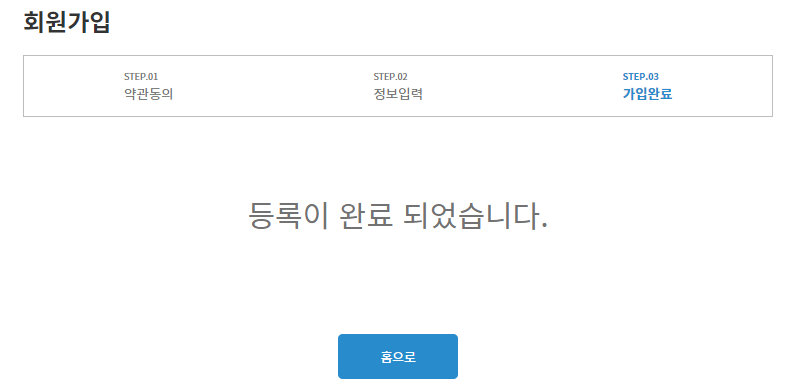 회원가입
STEP.01
약관동의
STEP.02
정보입력
STEP.03
가입완료
등록이 완료 되었습니다.
홈으로